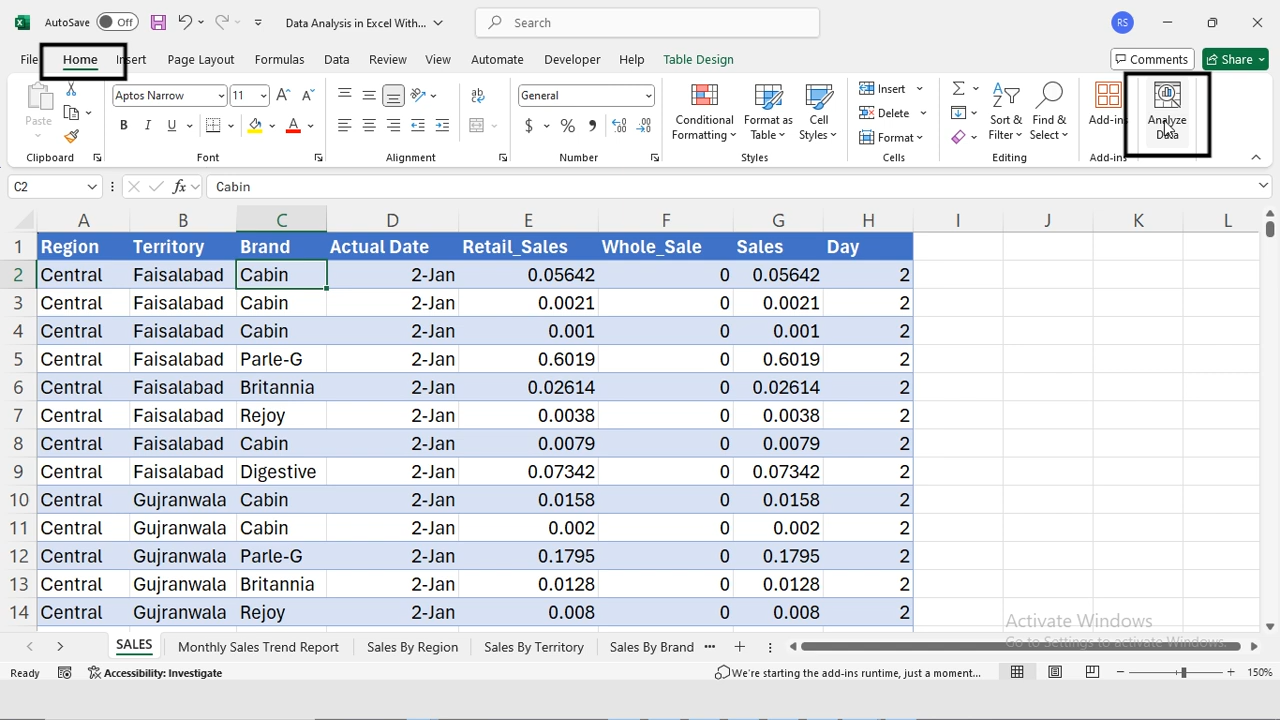 AutoSave Off Data Analysis in Excel With... Search RS
File Home Insert Page Layout Formulas Data Review View Automate Developer Help Table Design Comments Share
Paste
Clipboard
Aptos Narrow 11
B I U
Font
Alignment
General
$ % 9
Number
Conditional Formatting
Format as Table
Cell Styles
Styles
Insert
Delete
Format
Cells
Sort & Filter
Find & Select
Editing
Add-ins
Add-ins
Analyze Data
C2 fx Cabin
A B C D E F G H I J K L
1 Region Territory Brand Actual Date Retail_Sales Whole_Sale Sales Day
2 Central Faisalabad Cabin 2-Jan 0.05642 0 0.05642 2
3 Central Faisalabad Cabin 2-Jan 0.0021 0 0.0021 2
4 Central Faisalabad Cabin 2-Jan 0.001 0 0.001 2
5 Central Faisalabad Parle-G 2-Jan 0.6019 0 0.6019 2
6 Central Faisalabad Britannia 2-Jan 0.02614 0 0.02614 2
7 Central Faisalabad Rejoy 2-Jan 0.0038 0 0.0038 2
8 Central Faisalabad Cabin 2-Jan 0.0079 0 0.0079 2
9 Central Faisalabad Digestive 2-Jan 0.07342 0 0.07342 2
10 Central Gujranwala Cabin 2-Jan 0.0158 0 0.0158 2
11 Central Gujranwala Cabin 2-Jan 0.002 0 0.002 2
12 Central Gujranwala Parle-G 2-Jan 0.1795 0 0.1795 2
13 Central Gujranwala Britannia 2-Jan 0.0128 0 0.0128 2
14 Central Gujranwala Rejoy 2-Jan 0.008 0 0.008 2
Activate Windows
Go to Settings to activate Windows.
SALES Monthly Sales Trend Report Sales By Region Sales By Territory Sales By Brand ...
Ready Accessibility: Investigate We're starting the add-ins runtime, just a moment... 150%